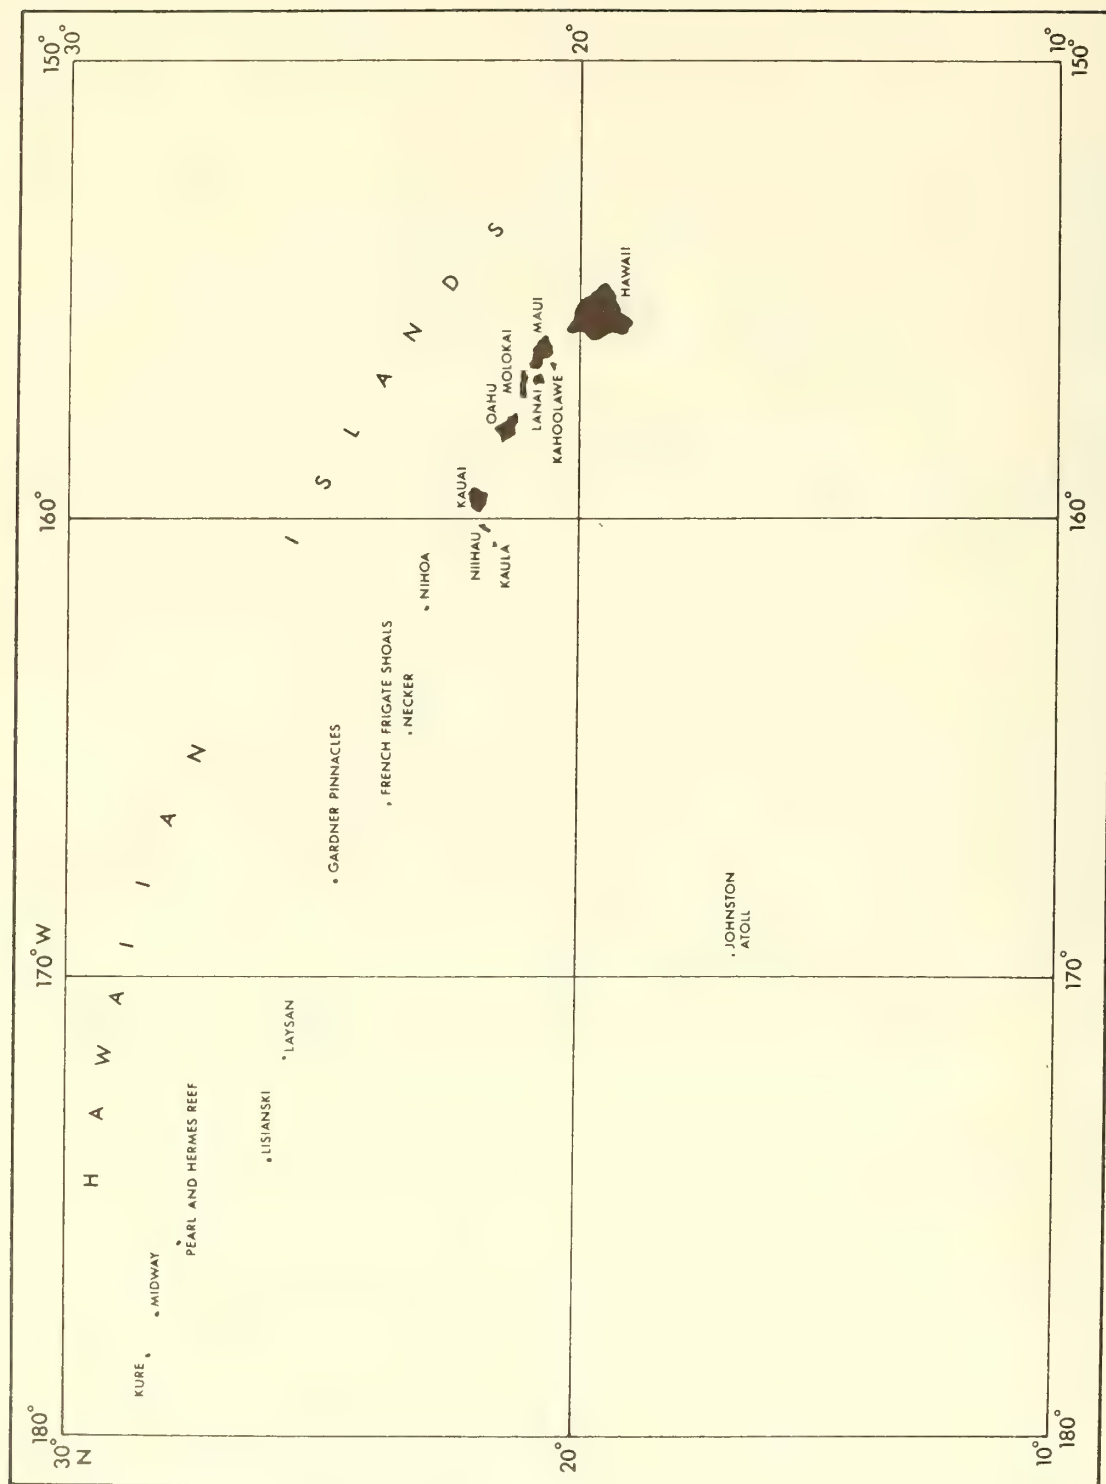 180°
170° W
160°
150°
30°
N
30°
HAWAIIAN ISLANDS
KURE
MIDWAY
PEARL AND HERMES REEF
LISIANSKI
LAYSAN
GARDNER PINNACLES
FRENCH FRIGATE SHOALS
NECKER
NIHOA
NIIHAU
KAULA
KAUAI
OAHU
MOLOKAI
LANAI
KAHOOLAWE
MAUI
HAWAII
20°
20°
JOHNSTON
ATOLL
10°
10°
180°
170°
160°
150°